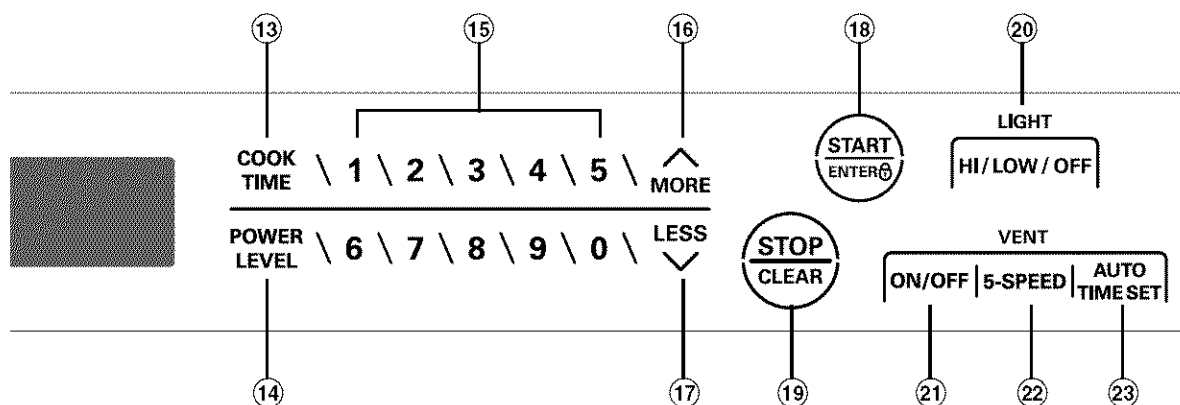 13 15 16 18 20
LIGHT
COOK TIME \ 1 \ 2 \ 3 \ 4 \ 5 \ MORE
START
ENTER
HI / LOW / OFF
POWER LEVEL \ 6 \ 7 \ 8 \ 9 \ 0 \ LESS
STOP
CLEAR
VENT
ON/OFF | 5-SPEED | AUTO TIME SET
14 17 19 21 22 23